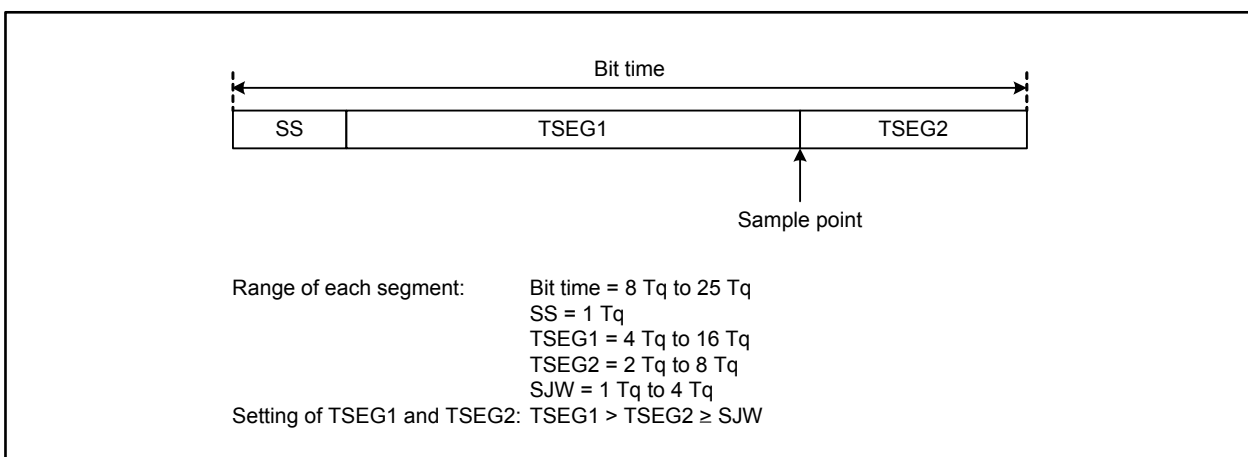 Bit time
SS TSEG1 TSEG2
Sample point
Range of each segment: Bit time = 8 Tq to 25 Tq
SS = 1 Tq
TSEG1 = 4 Tq to 16 Tq
TSEG2 = 2 Tq to 8 Tq
SJW = 1 Tq to 4 Tq
Setting of TSEG1 and TSEG2: TSEG1 > TSEG2 ≥ SJW